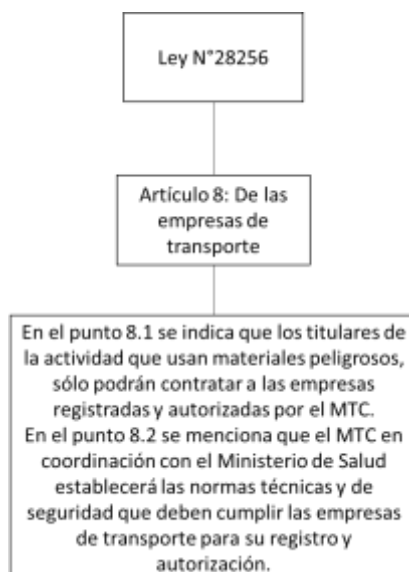 Ley N°28256
Artículo 8: De las
empresas de
transporte
En el punto 8.1 se indica que los titulares de
la actividad que usan materiales peligrosos,
sólo podrán contratar a las empresas
registradas y autorizadas por el MTC.
En el punto 8.2 se menciona que el MTC en
coordinación con el Ministerio de Salud
establecerá las normas técnicas y de
seguridad que deben cumplir las empresas
de transporte para su registro y
autorización.